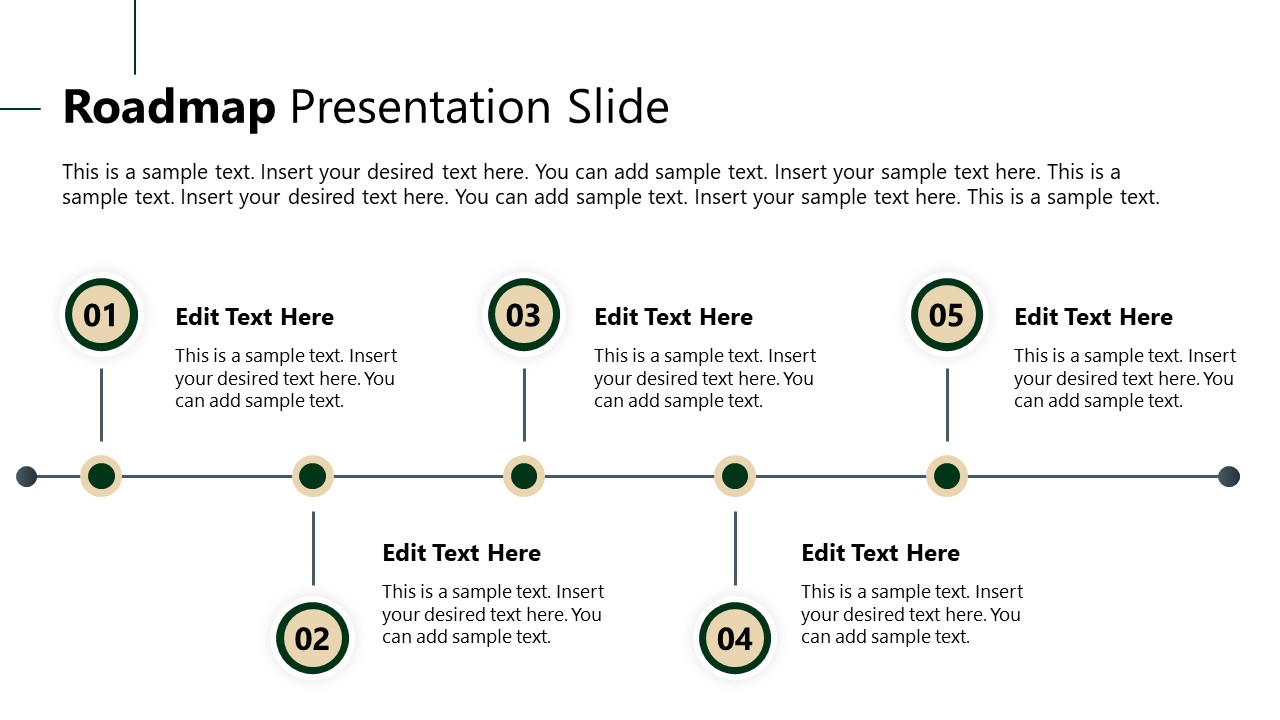 Roadmap Presentation Slide
This is a sample text. Insert your desired text here. You can add sample text. Insert your sample text here. This is a
sample text. Insert your desired text here. You can add sample text. Insert your sample text here. This is a sample text.
01
Edit Text Here
This is a sample text. Insert
your desired text here. You
can add sample text.
03
Edit Text Here
This is a sample text. Insert
your desired text here. You
can add sample text.
05
Edit Text Here
This is a sample text. Insert
your desired text here. You
can add sample text.
02
Edit Text Here
This is a sample text. Insert
your desired text here. You
can add sample text.
04
Edit Text Here
This is a sample text. Insert
your desired text here. You
can add sample text.